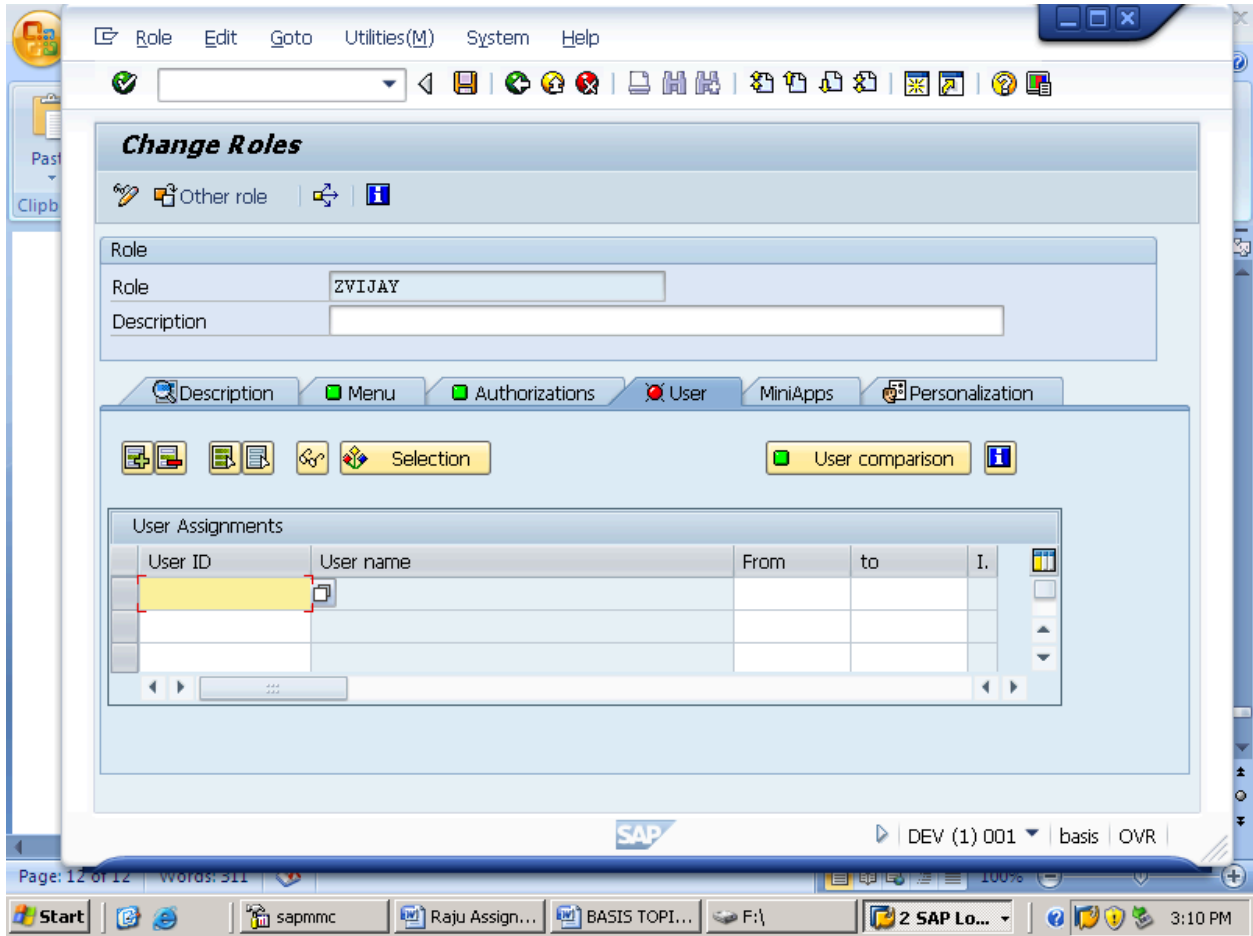 Role Edit Goto Utilities(M) System Help
Past
Clipb
Change Roles
Other role
Role
Role ZVIJAY
Description
Description Menu Authorizations User MiniApps Personalization
Selection User comparison
User Assignments
User ID User name From to I.
SAP DEV (1) 001 basis OVR
Page: 12 of 12 Words: 311 100%
Start sapmmc Raju Assign... BASIS TOPI... F:\ 2 SAP Lo... 3:10 PM